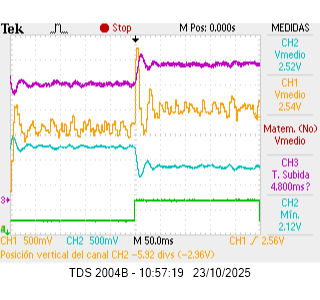 Tek Stop M Pos: 0.000s MEDIDAS
CH2
Vmedio
2.52V
CH1
Vmedio
2.54V
Matem. (No)
Vmedio
CH3
T. Subida
4.800ms?
CH2
Mín.
2.12V
3
CH1 500mV CH2 500mV M 50.0ms CH1 / 2.56V
Posición vertical del canal CH2 -5.92 divs (-2.96V)
TDS 2004B - 10:57:19 23/10/2025